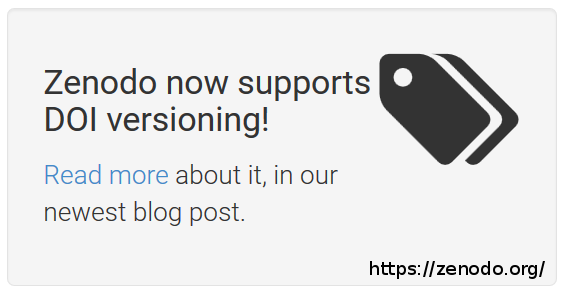 Zenodo now supports
DOI versioning!
Read more about it, in our
newest blog post.
https://zenodo.org/